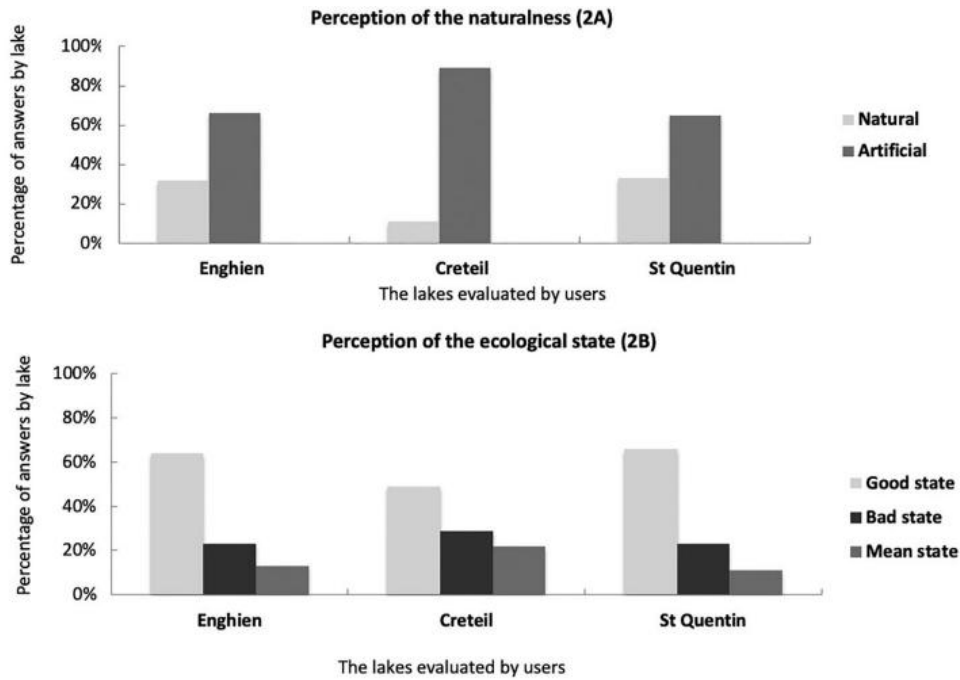 Perception of the naturalness (2A)
Percentage of answers by lake
100%
80%
60%
40%
20%
0%
Enghien
Creteil
St Quentin
The lakes evaluated by users
Natural
Artificial
Perception of the ecological state (2B)
Percentage of answers by lake
100%
80%
60%
40%
20%
0%
Enghien
Creteil
St Quentin
The lakes evaluated by users
Good state
Bad state
Mean state